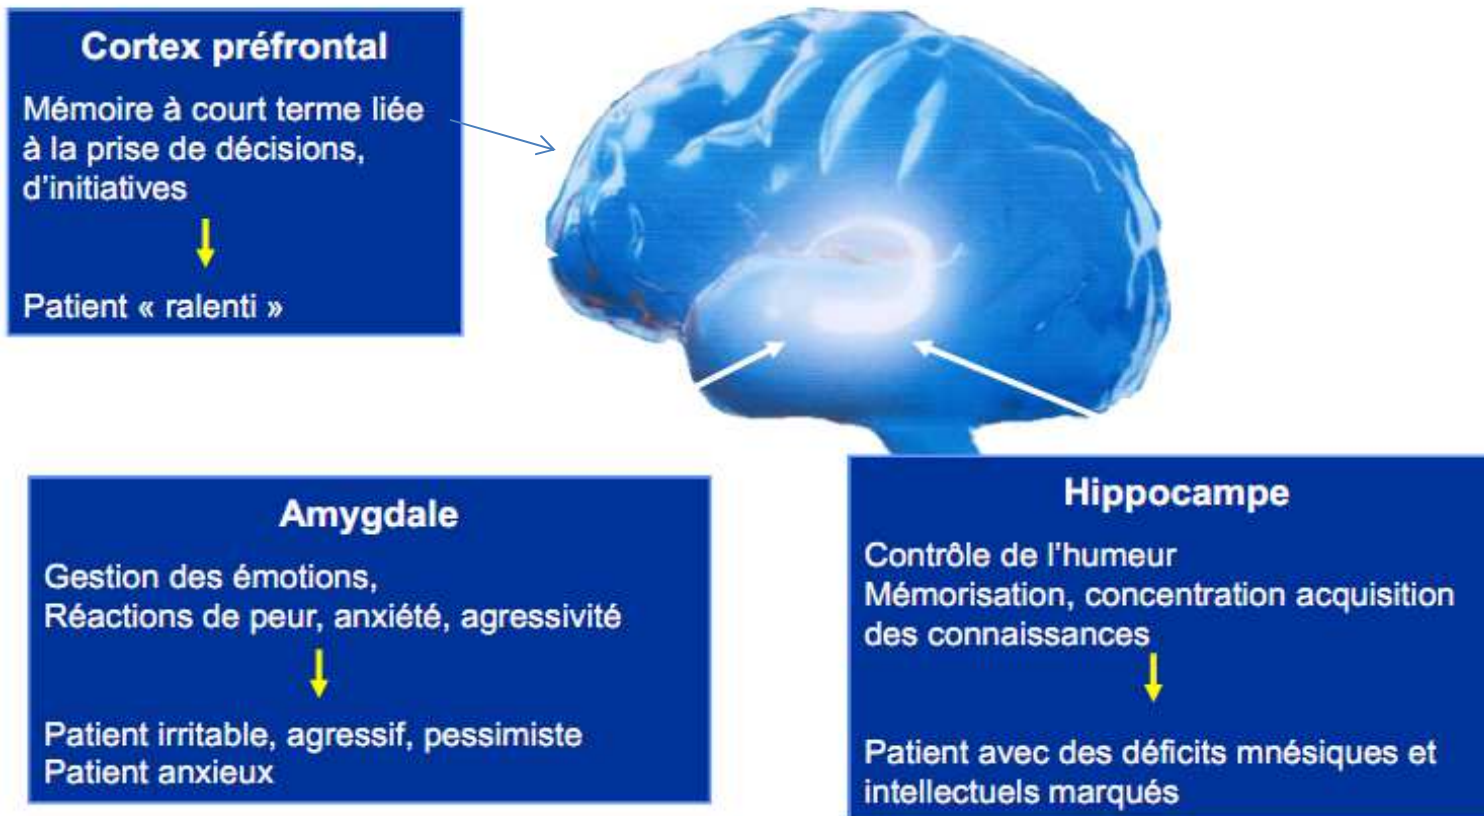 Cortex préfrontal
Mémoire à court terme liée
à la prise de décisions,
d'initiatives
Patient « ralenti »
Amygdale
Gestion des émotions,
Réactions de peur, anxiété, agressivité
Patient irritable, agressif, pessimiste
Patient anxieux
Hippocampe
Contrôle de l'humeur
Mémorisation, concentration acquisition
des connaissances
Patient avec des déficits mnésiques et
intellectuels marqués